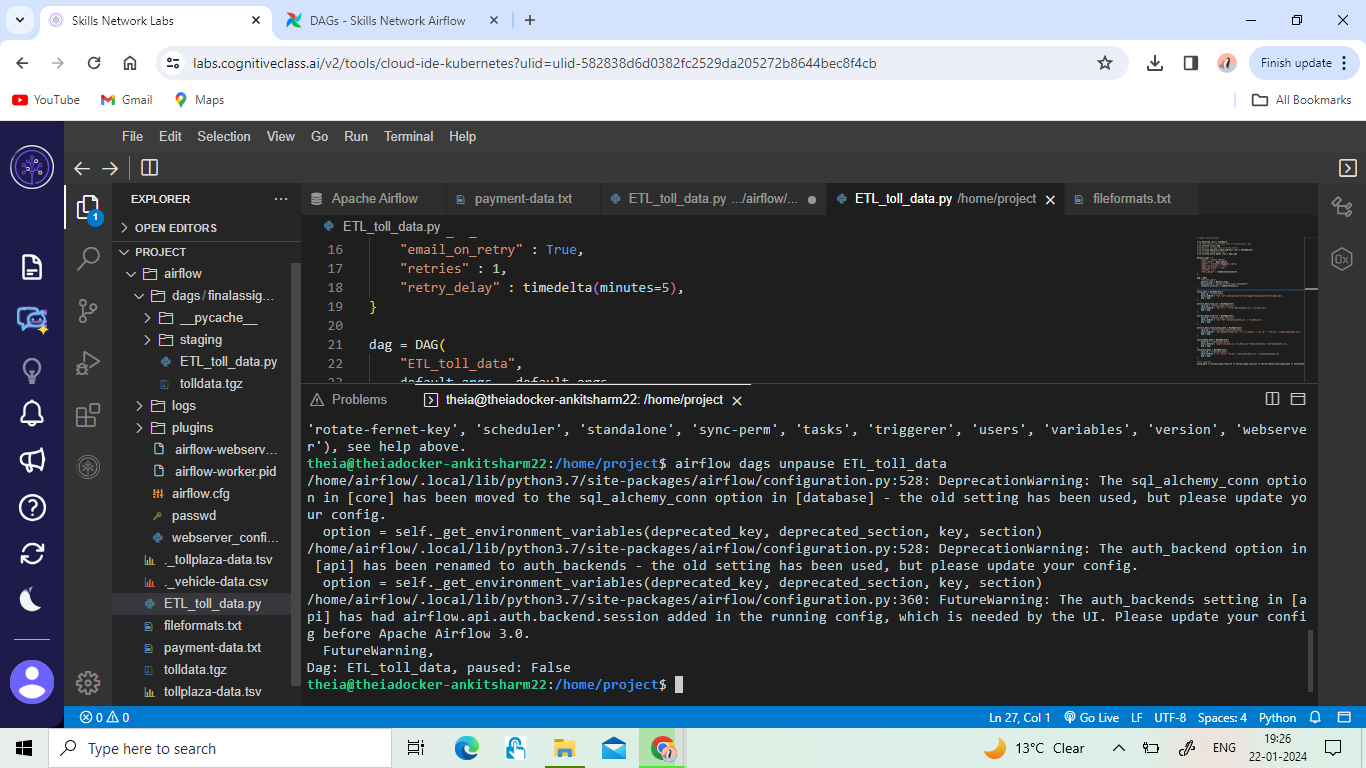 Skills Network Labs
DAGs - Skills Network Airflow
labs.cognitiveclass.ai/v2/tools/cloud-ide-kubernetes?ulid=ulid-582838d6d0382fc2529da205272b8644bec8f4cb
Finish update
YouTube
Gmail
Maps
All Bookmarks
File Edit Selection View Go Run Terminal Help
EXPLORER
OPEN EDITORS
PROJECT
airflow
dags / finalassig...
__pycache__
staging
ETL_toll_data.py
tolldata.tgz
logs
plugins
airflow-webserv...
airflow-worker.pid
airflow.cfg
passwd
webserver_confi...
._tollplaza-data.tsv
._vehicle-data.csv
ETL_toll_data.py
fileformats.txt
payment-data.txt
tolldata.tgz
tollplaza-data.tsv
1
Apache Airflow
payment-data.txt
ETL_toll_data.py .../airflow/...
ETL_toll_data.py /home/project
fileformats.txt
ETL_toll_data.py
16 "email_on_retry" : True,
17 "retries" : 1,
18 "retry_delay" : timedelta(minutes=5),
19 }
20
21 dag = DAG(
22 "ETL_toll_data",
Problems
theia@theiadocker-ankitsharm22: /home/project
'rotate-fernet-key', 'scheduler', 'standalone', 'sync-perm', 'tasks', 'triggerer', 'users', 'variables', 'version', 'webserve
r'), see help above.
theia@theiadocker-ankitsharm22:/home/project$ airflow dags unpause ETL_toll_data
/home/airflow/.local/lib/python3.7/site-packages/airflow/configuration.py:528: DeprecationWarning: The sql_alchemy_conn optio
n in [core] has been moved to the sql_alchemy_conn option in [database] - the old setting has been used, but please update yo
ur config.
option = self._get_environment_variables(deprecated_key, deprecated_section, key, section)
/home/airflow/.local/lib/python3.7/site-packages/airflow/configuration.py:528: DeprecationWarning: The auth_backend option in
[api] has been renamed to auth_backends - the old setting has been used, but please update your config.
option = self._get_environment_variables(deprecated_key, deprecated_section, key, section)
/home/airflow/.local/lib/python3.7/site-packages/airflow/configuration.py:360: FutureWarning: The auth_backends setting in [a
pi] has had airflow.api.auth.backend.session added in the running config, which is needed by the UI. Please update your confi
g before Apache Airflow 3.0.
FutureWarning,
Dag: ETL_toll_data, paused: False
theia@theiadocker-ankitsharm22:/home/project$
0 0
Ln 27, Col 1 Go Live LF UTF-8 Spaces: 4 Python
Type here to search
13°C Clear
ENG
19:26
22-01-2024